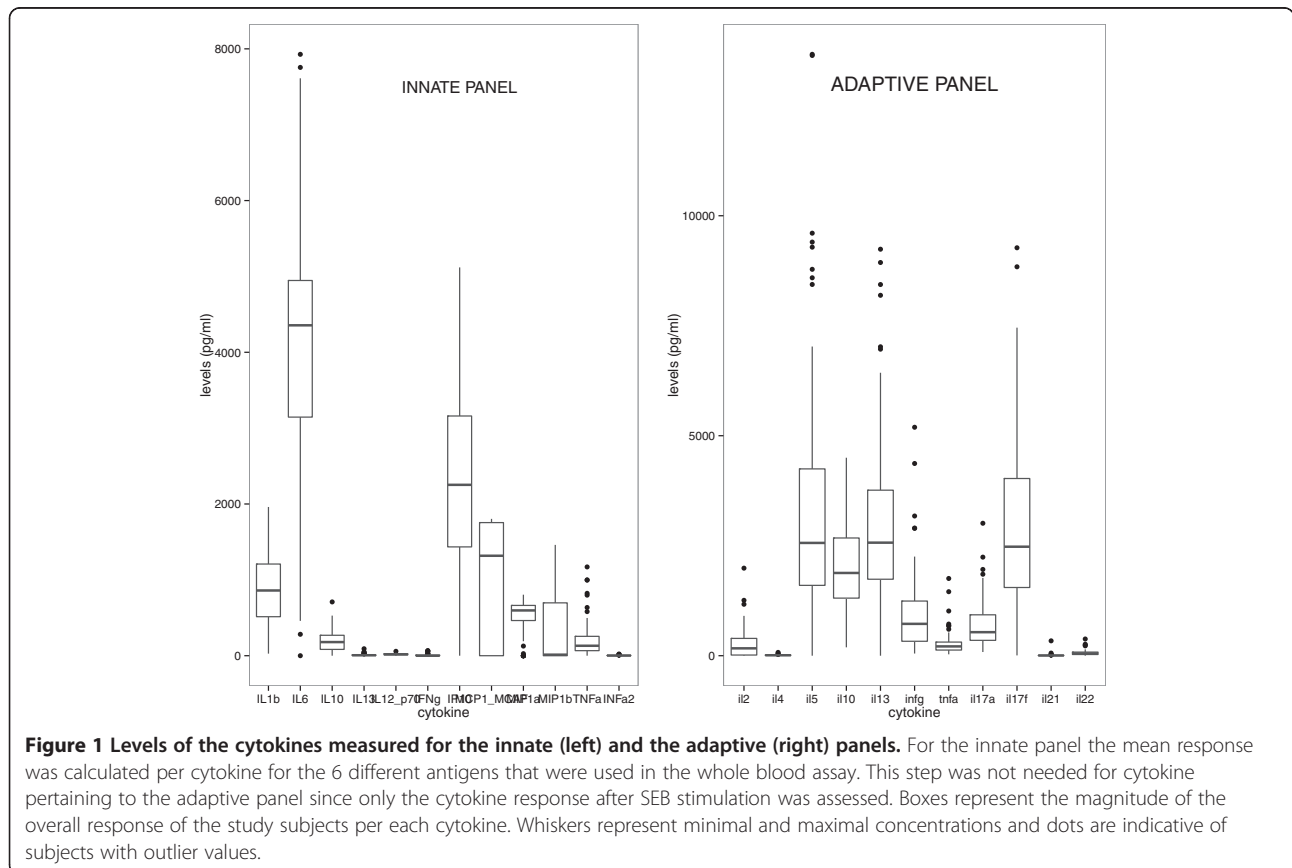 INNATE PANEL
ADAPTIVE PANEL
8000
6000
4000
2000
0
levels (pg/ml)
IL1b IL6 IL10 IL13 IL12_p70 IFNg IP10 MCP1_MCAF MIP1a MIP1b TNFa INFa2
cytokine
10000
5000
0
levels (pg/ml)
il2 il4 il5 il10 il13 infg tnfa il17a il17f il21 il22
cytokine
Figure 1 Levels of the cytokines measured for the innate (left) and the adaptive (right) panels. For the innate panel the mean response
was calculated per cytokine for the 6 different antigens that were used in the whole blood assay. This step was not needed for cytokine
pertaining to the adaptive panel since only the cytokine response after SEB stimulation was assessed. Boxes represent the magnitude of the
overall response of the study subjects per each cytokine. Whiskers represent minimal and maximal concentrations and dots are indicative of
subjects with outlier values.